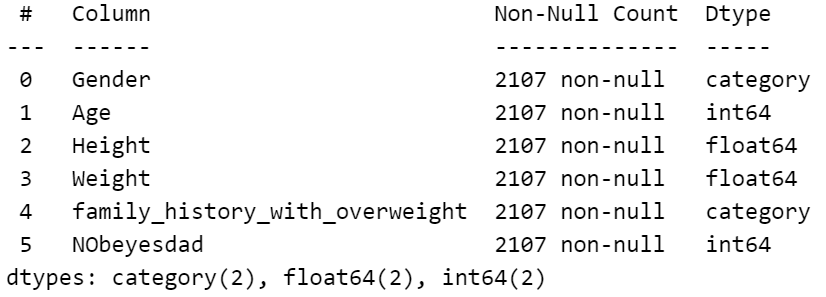 #   Column                          Non-Null Count  Dtype
---  ------                          --------------  -----
 0   Gender                          2107 non-null   category
 1   Age                             2107 non-null   int64
 2   Height                          2107 non-null   float64
 3   Weight                          2107 non-null   float64
 4   family_history_with_overweight  2107 non-null   category
 5   NObeyesdad                      2107 non-null   int64
dtypes: category(2), float64(2), int64(2)